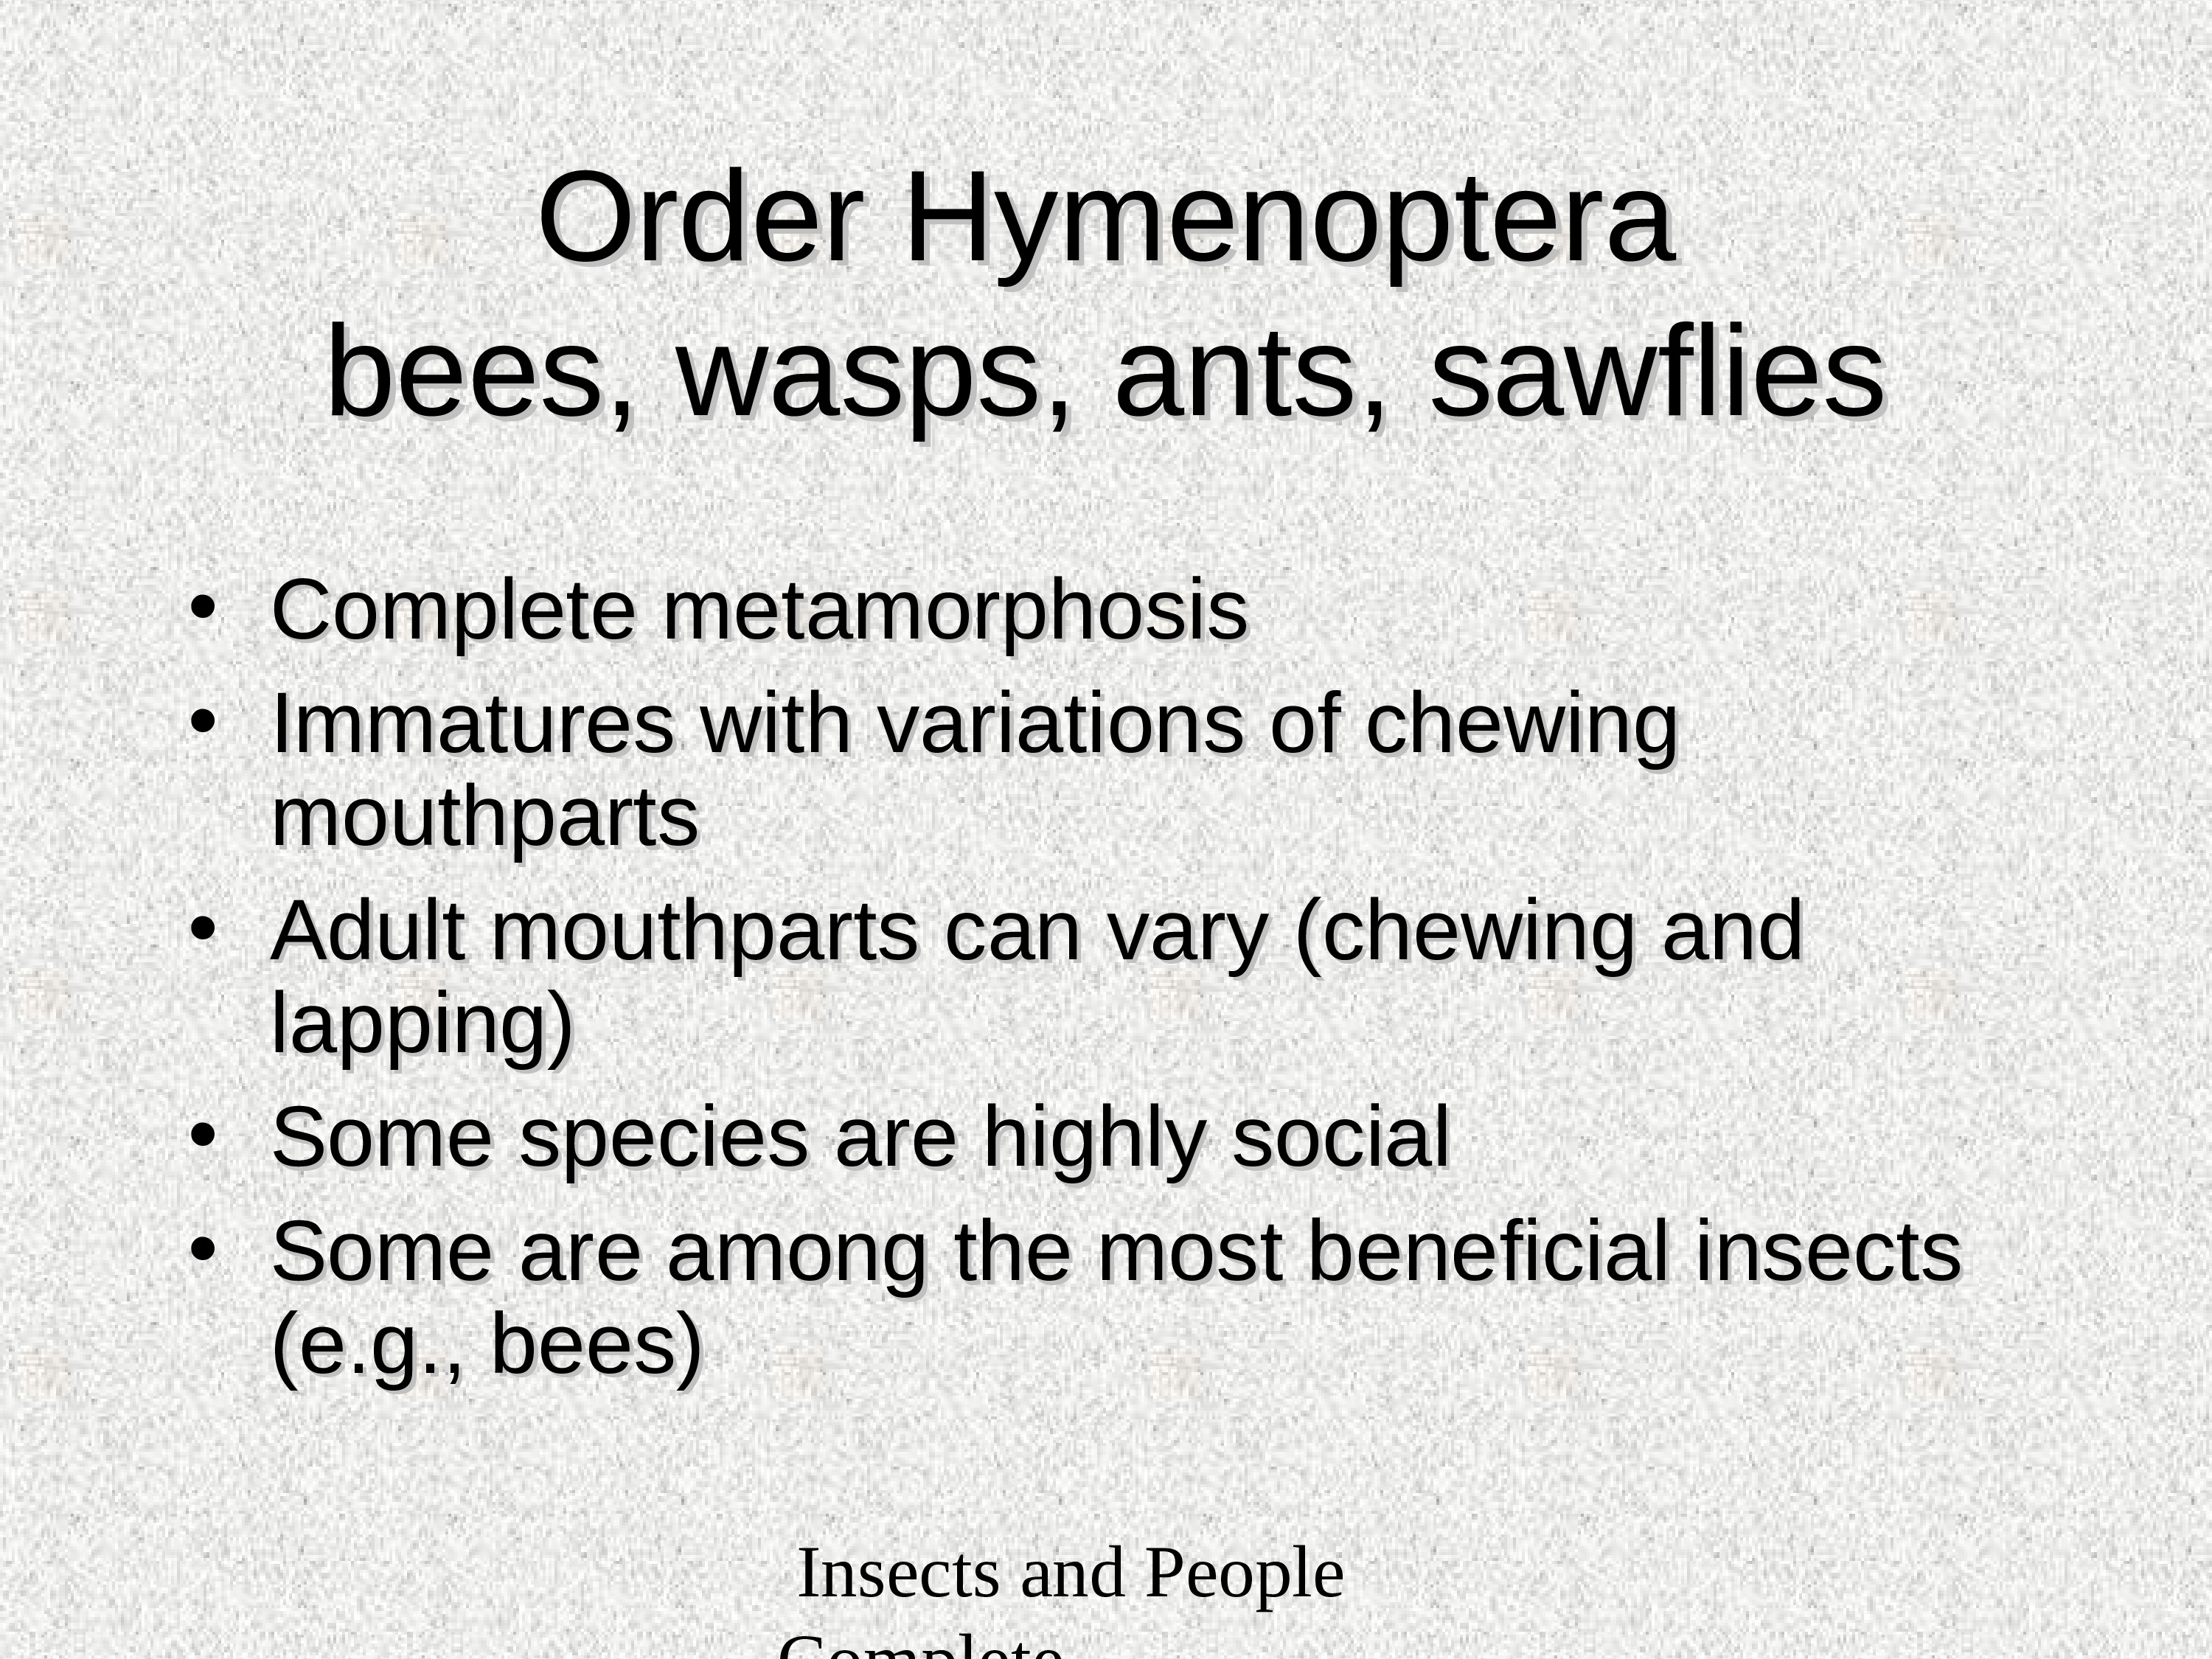 Order Hymenoptera
bees, wasps, ants, sawflies
• Complete metamorphosis
• Immatures with variations of chewing
mouthparts
• Adult mouthparts can vary (chewing and
lapping)
• Some species are highly social
• Some are among the most beneficial insects
(e.g., bees)
Insects and People
Complete